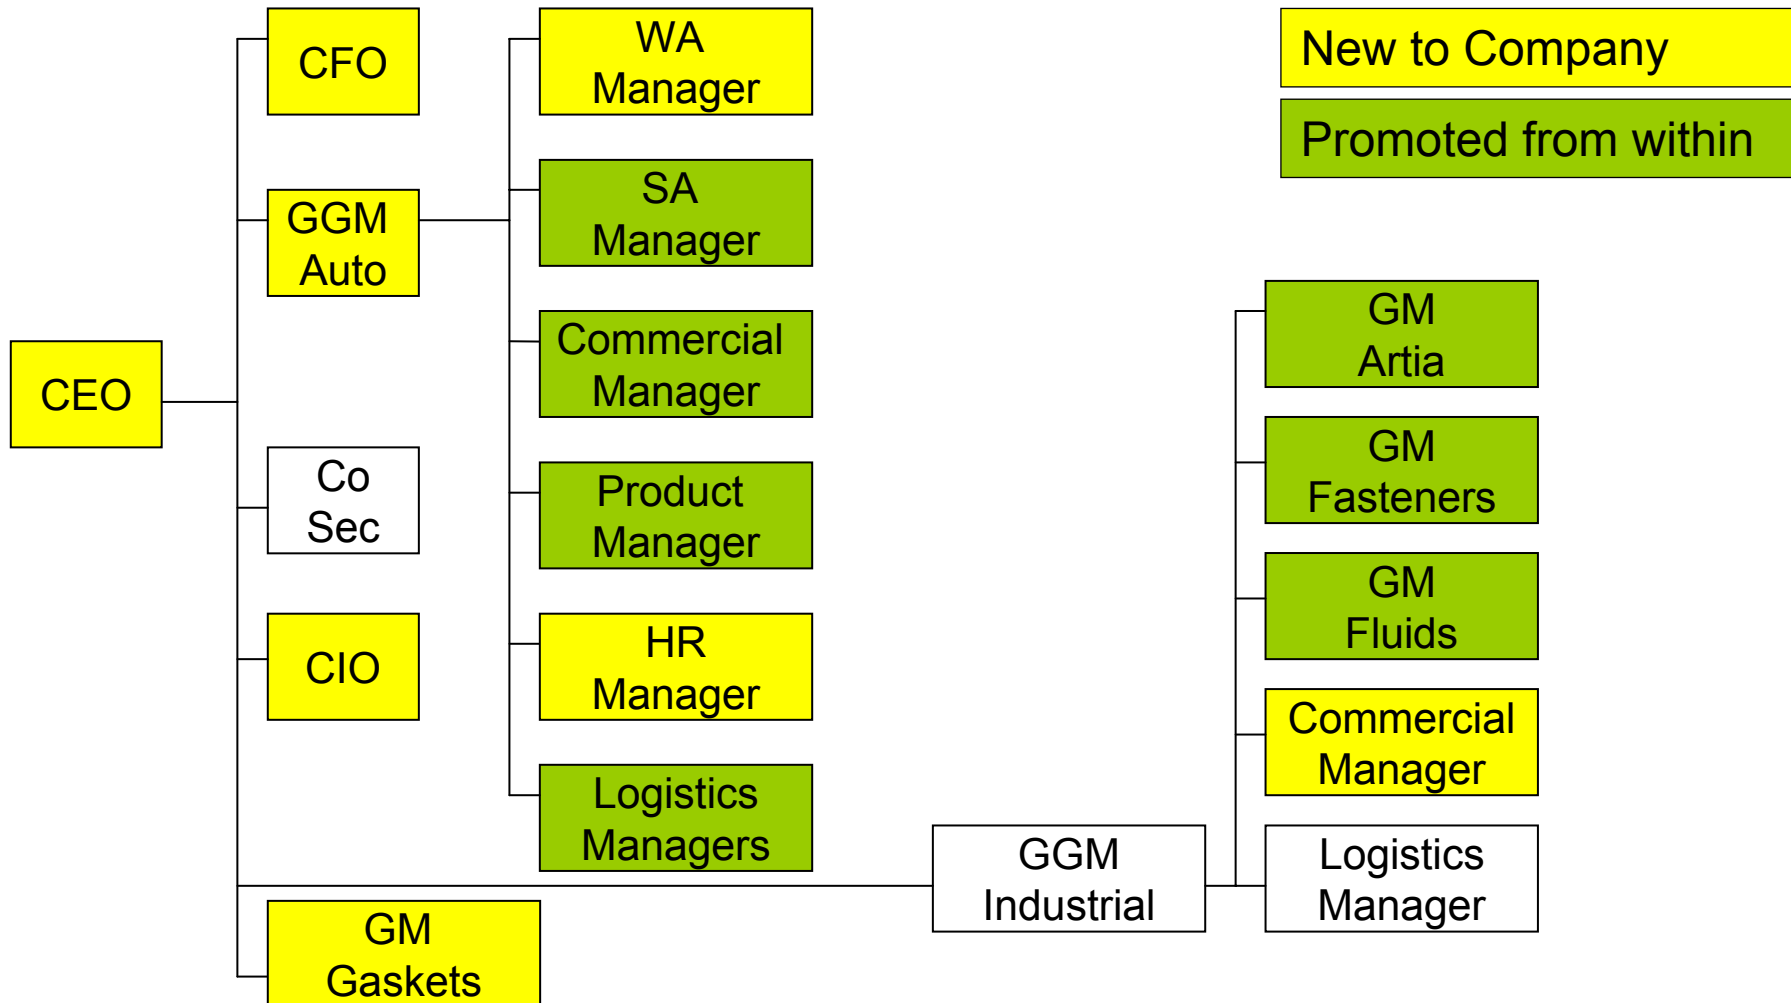 CEO
CFO
GGM
Auto
Co
Sec
CIO
GM
Gaskets
WA
Manager
SA
Manager
Commercial
Manager
Product
Manager
HR
Manager
Logistics
Managers
GGM
Industrial
GM
Artia
GM
Fasteners
GM
Fluids
Commercial
Manager
Logistics
Manager
New to Company
Promoted from within